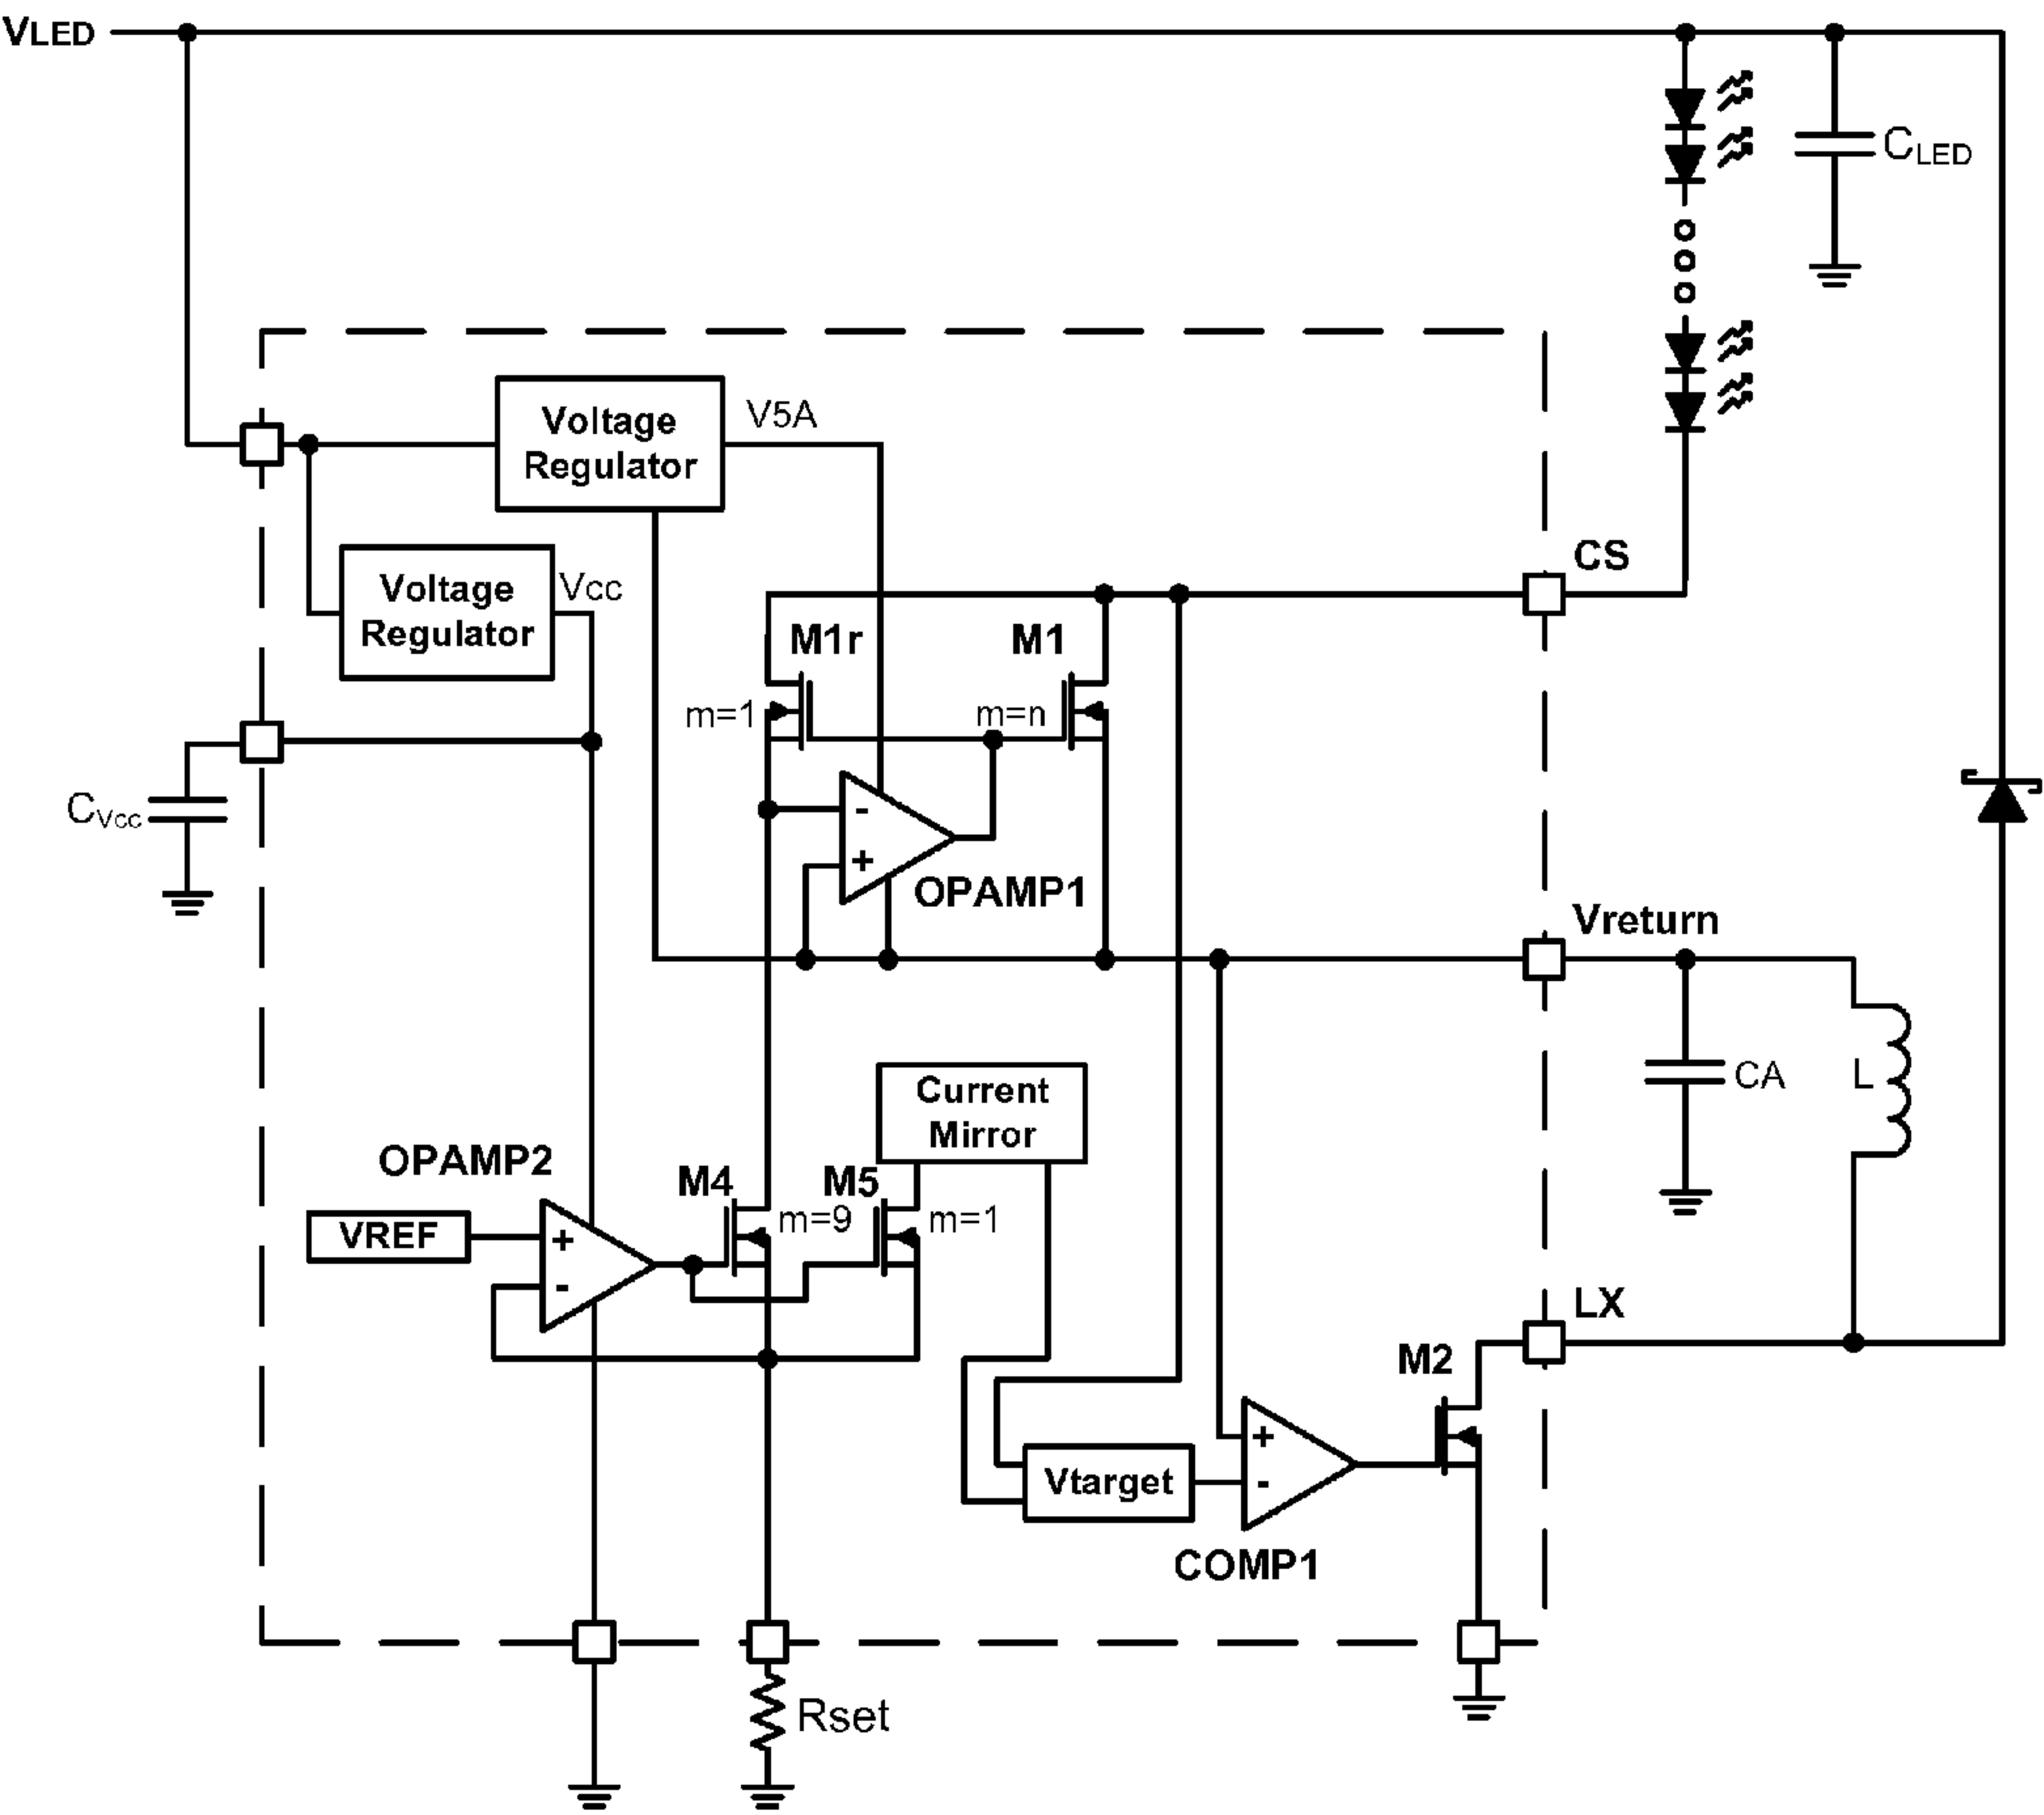 VLED
CLED
Voltage
Regulator
V5A
CS
Voltage
Regulator
Vcc
M1r
M1
m=1
m=n
CVcc
-
+
OPAMP1
Vreturn
CA
L
Current
Mirror
OPAMP2
M4
M5
m=9
m=1
VREF
+
-
LX
M2
+
-
Vtarget
COMP1
Rset